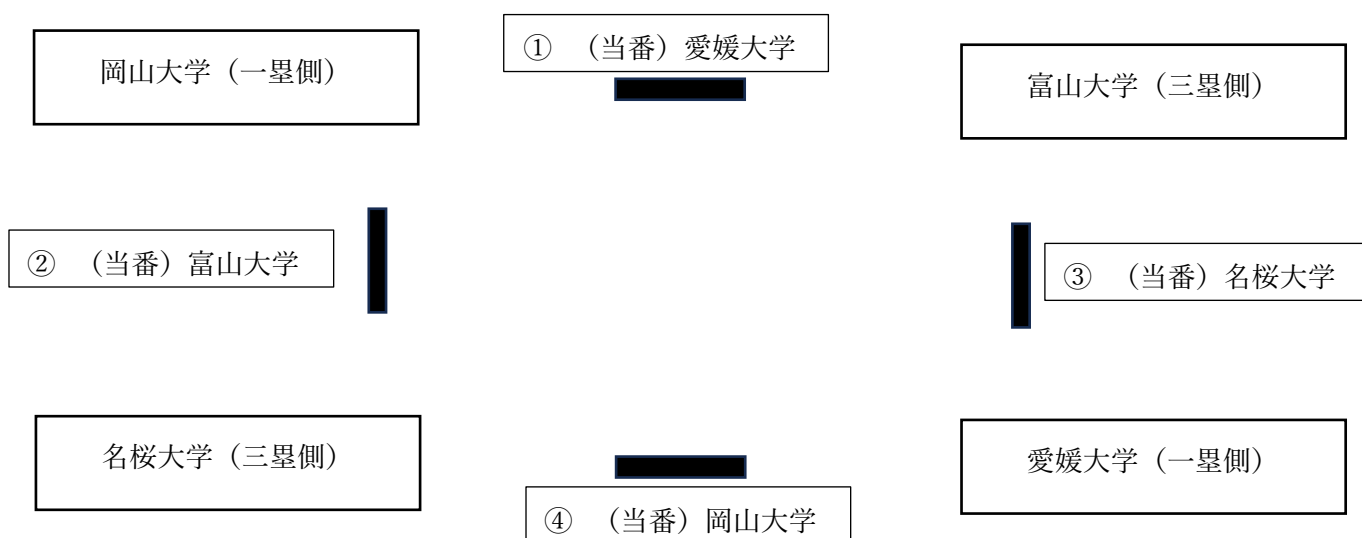 ① （当番）愛媛大学
岡山大学（一塁側）
富山大学（三塁側）
② （当番）富山大学
③ （当番）名桜大学
名桜大学（三塁側）
愛媛大学（一塁側）
④ （当番）岡山大学